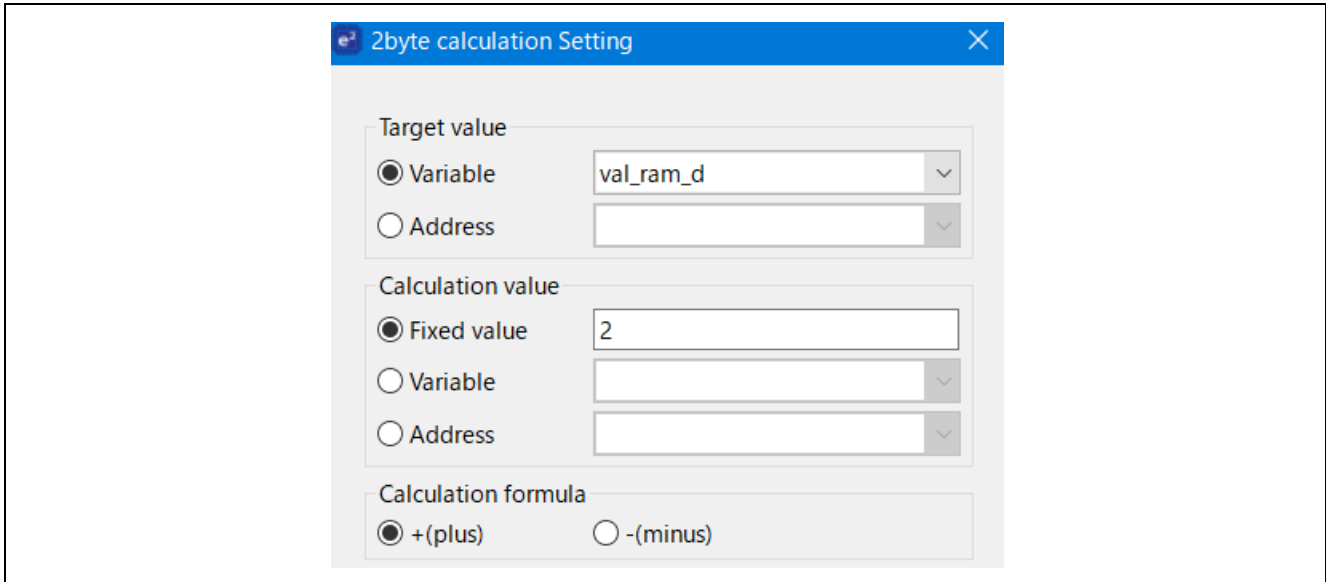 e² 2byte calculation Setting
Target value
Variable val_ram_d
Address
Calculation value
Fixed value 2
Variable
Address
Calculation formula
+(plus) -(minus)